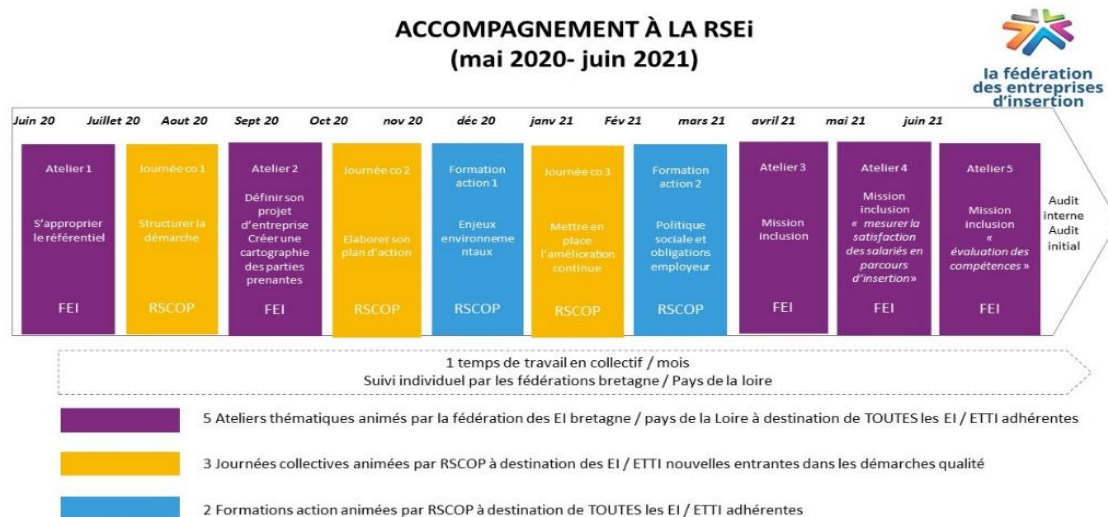 ACCOMPAGNEMENT À LA RSEi
(mai 2020- juin 2021)
la fédération
des entreprises
d'insertion
Juin 20 Juillet 20 Aout 20 Sept 20 Oct 20 nov 20 déc 20 janv 21 Fév 21 mars 21 avril 21 mai 21 juin 21
Atelier 1
S'approprier
le référentiel
FEI
Journée co 1
Structurer la
démarche
RSCOP
Atelier 2
Définir son
projet
d'entreprise
Créer une
cartographie
des parties
prenantes
FEI
Journée co 2
Elaborer son
plan d'action
RSCOP
Formation
action 1
Enjeux
environneme
ntaux
RSCOP
Journée co 3
Mettre en
place
l'amélioration
continue
RSCOP
Formation
action 2
Politique
sociale et
obligations
employeur
RSCOP
Atelier 3
Mission
inclusion
FEI
Atelier 4
Mission
inclusion
« mesurer la
satisfaction
des salariés en
parcours
d'insertion»
FEI
Atelier 5
Mission
inclusion
«
évaluation des
compétences »
FEI
Audit
interne
Audit
initial
1 temps de travail en collectif / mois
Suivi individuel par les fédérations bretagne / Pays de la loire
5 Ateliers thématiques animés par la fédération des EI bretagne / pays de la Loire à destination de TOUTES les EI / ETTI adhérentes
3 Journées collectives animées par RSCOP à destination des EI / ETTI nouvelles entrantes dans les démarches qualité
2 Formations action animées par RSCOP à destination de TOUTES les EI / ETTI adhérentes